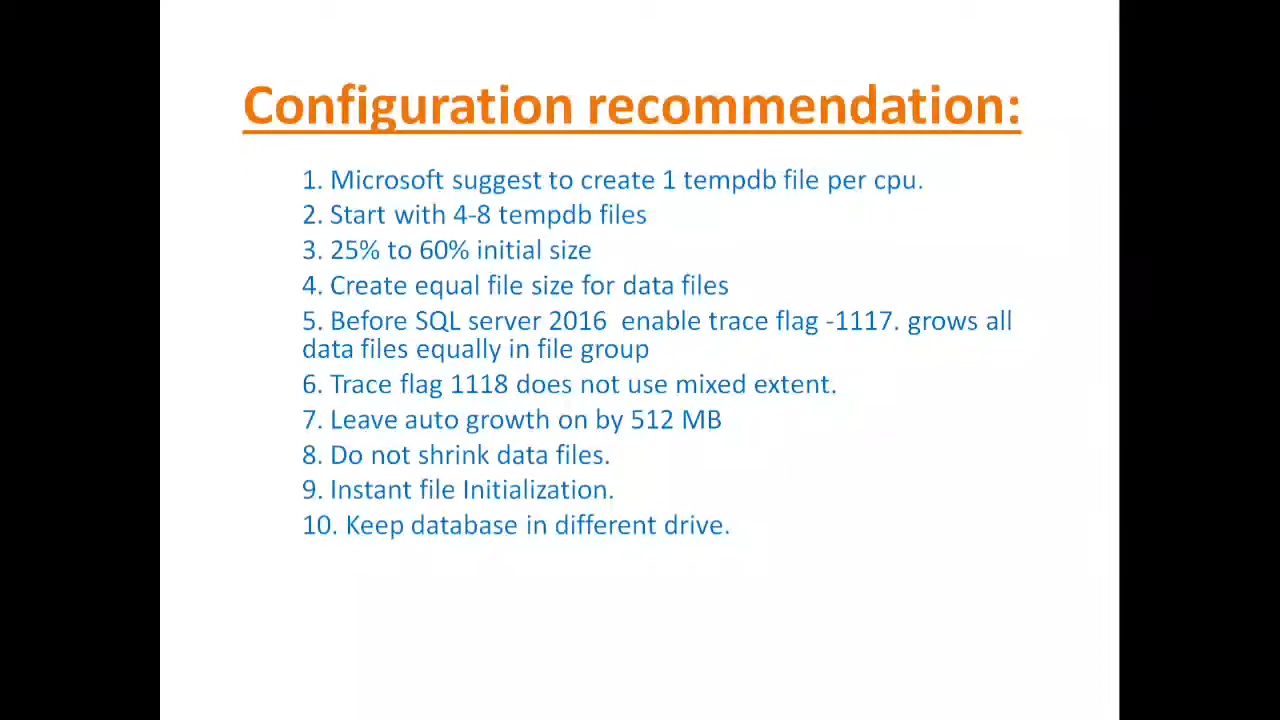 Configuration recommendation:
1. Microsoft suggest to create 1 tempdb file per cpu.
2. Start with 4-8 tempdb files
3. 25% to 60% initial size
4. Create equal file size for data files
5. Before SQL server 2016 enable trace flag -1117. grows all
data files equally in file group
6. Trace flag 1118 does not use mixed extent.
7. Leave auto growth on by 512 MB
8. Do not shrink data files.
9. Instant file Initialization.
10. Keep database in different drive.